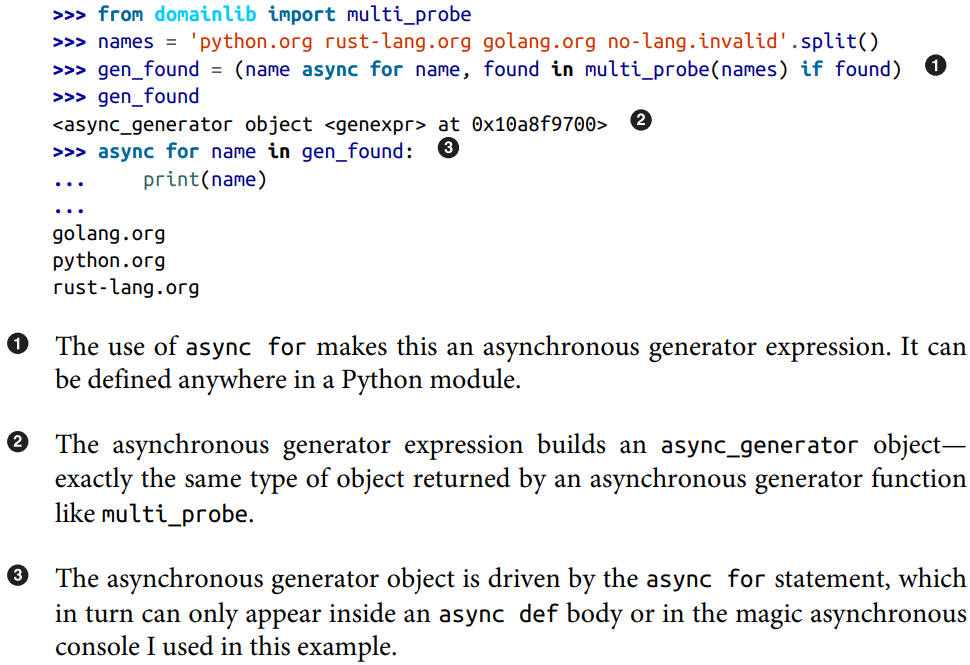 >>> from domainlib import multi_probe
>>> names = 'python.org rust-lang.org golang.org no-lang.invalid'.split()
>>> gen_found = (name async for name, found in multi_probe(names) if found) ❶
>>> gen_found
<async_generator object <genexpr> at 0x10a8f9700> ❷
>>> async for name in gen_found: ❸
...     print(name)
...
golang.org
python.org
rust-lang.org
❶ The use of async for makes this an asynchronous generator expression. It can
be defined anywhere in a Python module.
❷ The asynchronous generator expression builds an async_generator object—
exactly the same type of object returned by an asynchronous generator function
like multi_probe.
❸ The asynchronous generator object is driven by the async for statement, which
in turn can only appear inside an async def body or in the magic asynchronous
console I used in this example.